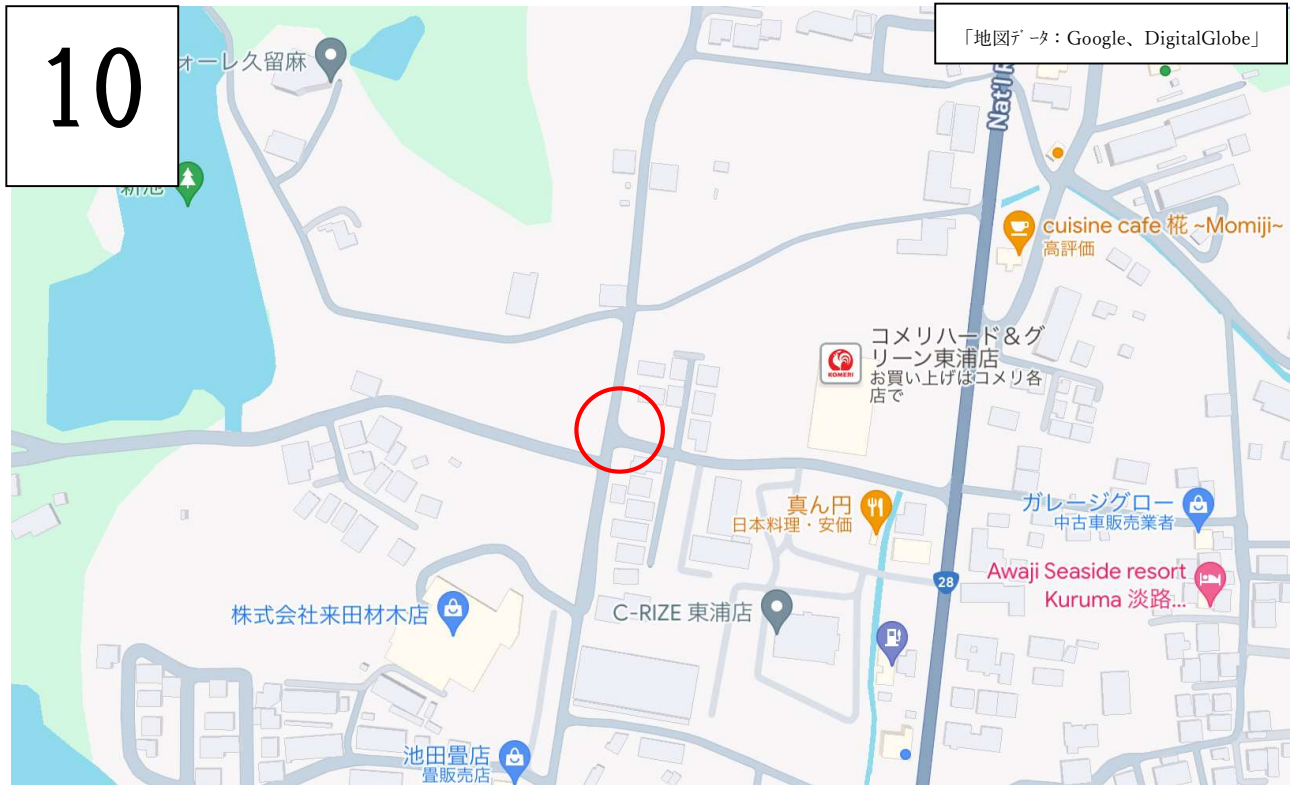 10
「地図ﾃﾞｰﾀ：Google、DigitalGlobe」
ォーレ久留麻
新池
Nat'l R
cuisine cafe 椛 ~Momiji~
高評価
コメリハード＆グ
リーン東浦店
お買い上げはコメリ各
店で
KOMERI
真ん円
日本料理・安価
ガレージグロー
中古車販売業者
28
Awaji Seaside resort
Kuruma 淡路...
株式会社来田材木店
C-RIZE 東浦店
池田畳店
畳販売店